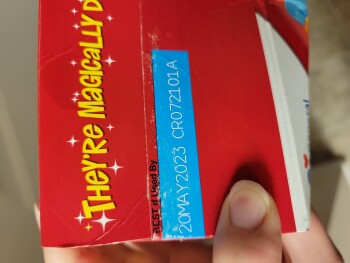 THEY'RE MAGICALLY D
BEST if Used By
20MAY2023 CR072101A